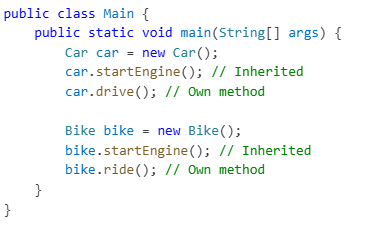 public class Main {
    public static void main(String[] args) {
        Car car = new Car();
        car.startEngine(); // Inherited
        car.drive(); // Own method

        Bike bike = new Bike();
        bike.startEngine(); // Inherited
        bike.ride(); // Own method
    }
}